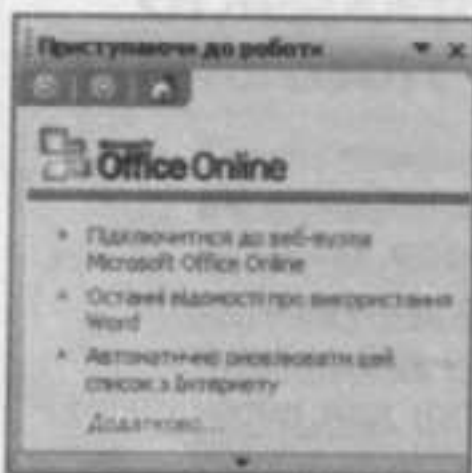 Приступаючи до роботи
Microsoft
Office Online
Підключитися до веб-вузла
Microsoft Office Online
Останні відомості про використання
Word
Автоматично оновлювати цей
список з Інтернету
Додатково...